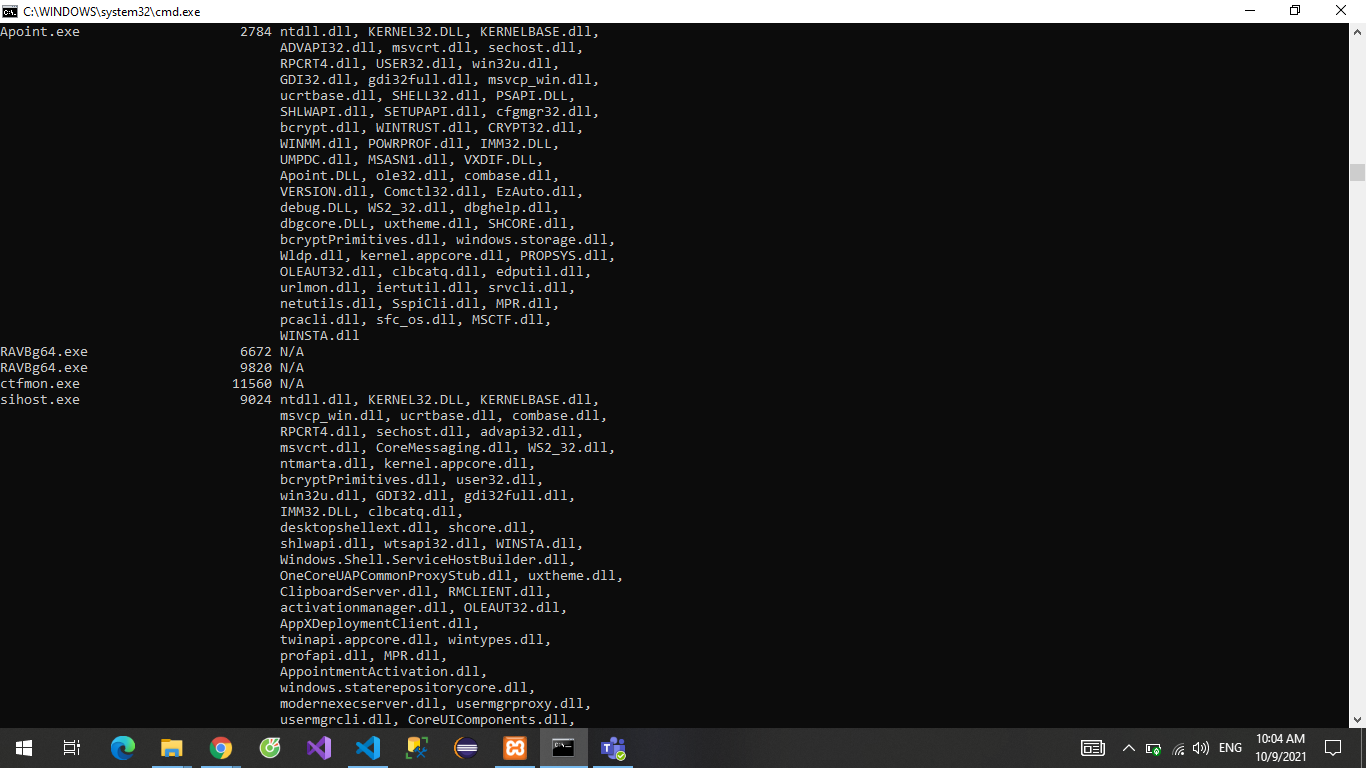 C:\WINDOWS\system32\cmd.exe
Apoint.exe 2784 ntdll.dll, KERNEL32.DLL, KERNELBASE.dll,
ADVAPI32.dll, msvcrt.dll, sechost.dll,
RPCRT4.dll, USER32.dll, win32u.dll,
GDI32.dll, gdi32full.dll, msvcp_win.dll,
ucrtbase.dll, SHELL32.dll, PSAPI.DLL,
SHLWAPI.dll, SETUPAPI.dll, cfgmgr32.dll,
bcrypt.dll, WINTRUST.dll, CRYPT32.dll,
WINMM.dll, POWRPROF.dll, IMM32.DLL,
UMPDC.dll, MSASN1.dll, VXDIF.DLL,
Apoint.DLL, ole32.dll, combase.dll,
VERSION.dll, Comctl32.dll, EzAuto.dll,
debug.DLL, WS2_32.dll, dbghelp.dll,
dbgcore.DLL, uxtheme.dll, SHCORE.dll,
bcryptPrimitives.dll, windows.storage.dll,
Wldp.dll, kernel.appcore.dll, PROPSYS.dll,
OLEAUT32.dll, clbcatq.dll, edputil.dll,
urlmon.dll, iertutil.dll, srvcli.dll,
netutils.dll, SspiCli.dll, MPR.dll,
pcacli.dll, sfc_os.dll, MSCTF.dll,
WINSTA.dll
RAVBg64.exe 6672 N/A
RAVBg64.exe 9820 N/A
ctfmon.exe 11560 N/A
sihost.exe 9024 ntdll.dll, KERNEL32.DLL, KERNELBASE.dll,
msvcp_win.dll, ucrtbase.dll, combase.dll,
RPCRT4.dll, sechost.dll, advapi32.dll,
msvcrt.dll, CoreMessaging.dll, WS2_32.dll,
ntmarta.dll, kernel.appcore.dll,
bcryptPrimitives.dll, user32.dll,
win32u.dll, GDI32.dll, gdi32full.dll,
IMM32.DLL, clbcatq.dll,
desktopshellext.dll, shcore.dll,
shlwapi.dll, wtsapi32.dll, WINSTA.dll,
Windows.Shell.ServiceHostBuilder.dll,
OneCoreUAPCommonProxyStub.dll, uxtheme.dll,
ClipboardServer.dll, RMCLIENT.dll,
activationmanager.dll, OLEAUT32.dll,
AppXDeploymentClient.dll,
twinapi.appcore.dll, wintypes.dll,
profapi.dll, MPR.dll,
AppointmentActivation.dll,
windows.staterepositorycore.dll,
modernexecserver.dll, usermgrproxy.dll,
usermgrcli.dll, CoreUIComponents.dll,
ENG
10:04 AM
10/9/2021